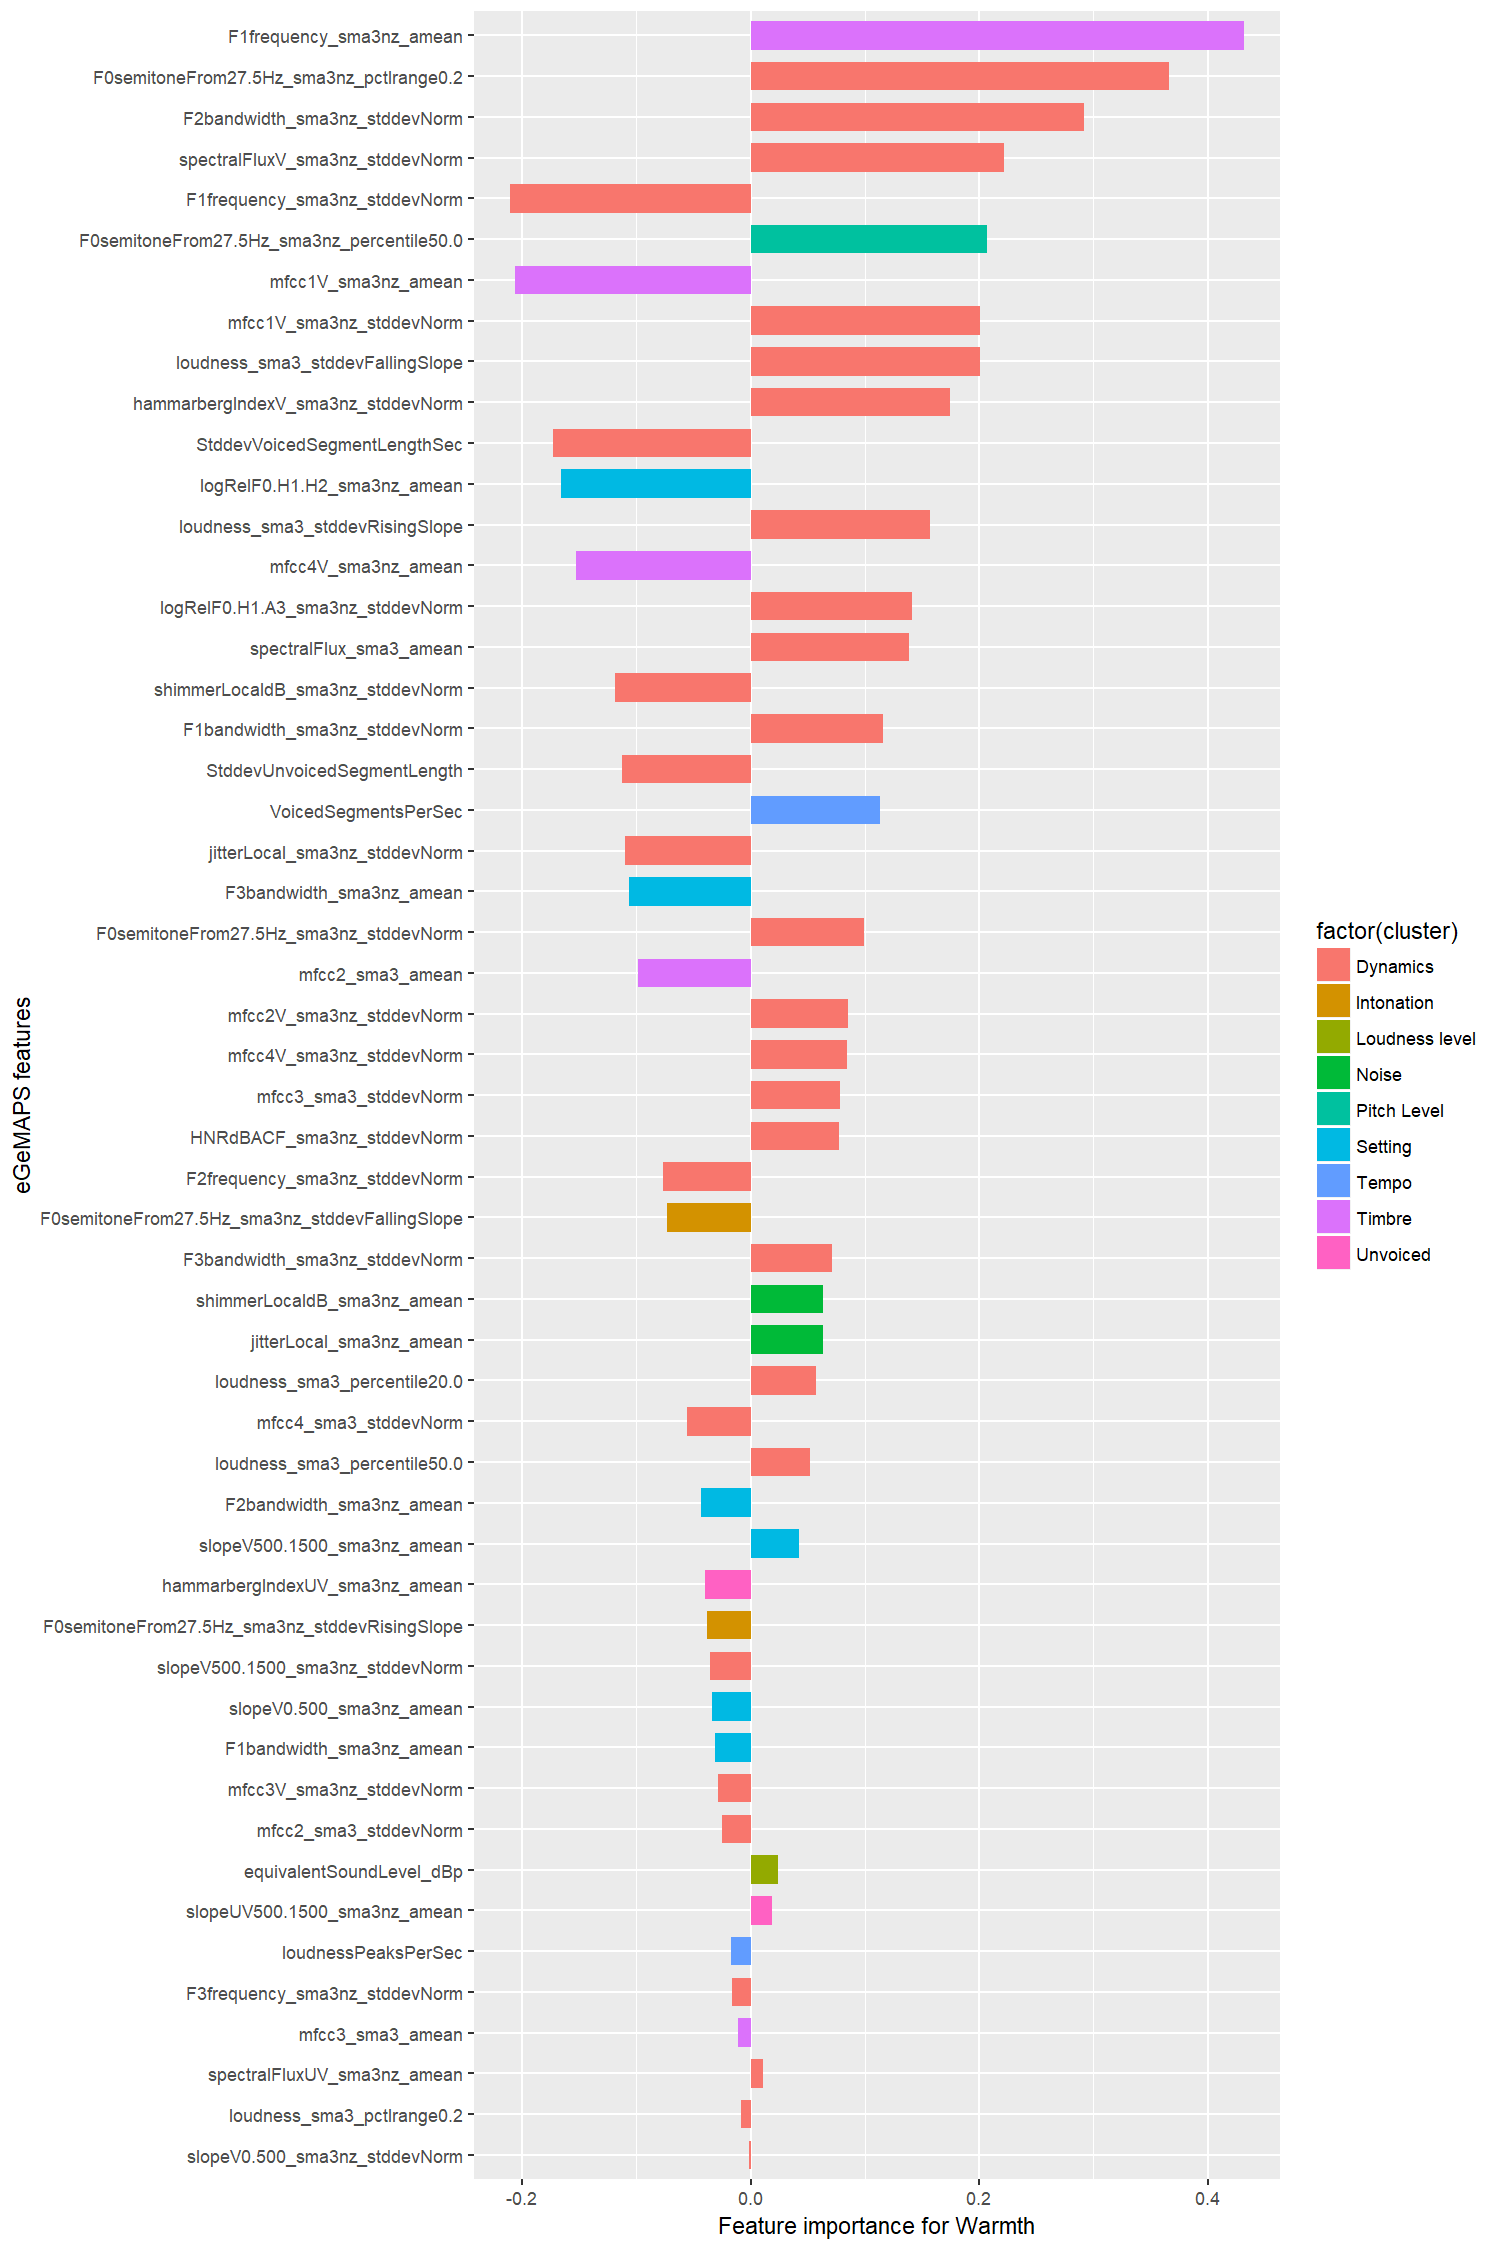 F1frequency_sma3nz_amean
F0semitoneFrom27.5Hz_sma3nz_pctlrange0.2
F2bandwidth_sma3nz_stddevNorm
spectralFluxV_sma3nz_stddevNorm
F1frequency_sma3nz_stddevNorm
F0semitoneFrom27.5Hz_sma3nz_percentile50.0
mfcc1V_sma3nz_amean
mfcc1V_sma3nz_stddevNorm
loudness_sma3_stddevFallingSlope
hammarbergIndexV_sma3nz_stddevNorm
StddevVoicedSegmentLengthSec
logRelF0.H1.H2_sma3nz_amean
loudness_sma3_stddevRisingSlope
mfcc4V_sma3nz_amean
logRelF0.H1.A3_sma3nz_stddevNorm
spectralFlux_sma3_amean
shimmerLocaldB_sma3nz_stddevNorm
F1bandwidth_sma3nz_stddevNorm
StddevUnvoicedSegmentLength
VoicedSegmentsPerSec
jitterLocal_sma3nz_stddevNorm
F3bandwidth_sma3nz_amean
F0semitoneFrom27.5Hz_sma3nz_stddevNorm
mfcc2_sma3_amean
mfcc2V_sma3nz_stddevNorm
mfcc4V_sma3nz_stddevNorm
mfcc3_sma3_stddevNorm
HNRdBACF_sma3nz_stddevNorm
F2frequency_sma3nz_stddevNorm
F0semitoneFrom27.5Hz_sma3nz_stddevFallingSlope
F3bandwidth_sma3nz_stddevNorm
shimmerLocaldB_sma3nz_amean
jitterLocal_sma3nz_amean
loudness_sma3_percentile20.0
mfcc4_sma3_stddevNorm
loudness_sma3_percentile50.0
F2bandwidth_sma3nz_amean
slopeV500.1500_sma3nz_amean
hammarbergIndexUV_sma3nz_amean
F0semitoneFrom27.5Hz_sma3nz_stddevRisingSlope
slopeV500.1500_sma3nz_stddevNorm
slopeV0.500_sma3nz_amean
F1bandwidth_sma3nz_amean
mfcc3V_sma3nz_stddevNorm
mfcc2_sma3_stddevNorm
equivalentSoundLevel_dBp
slopeUV500.1500_sma3nz_amean
loudnessPeaksPerSec
F3frequency_sma3nz_stddevNorm
mfcc3_sma3_amean
spectralFluxUV_sma3nz_amean
loudness_sma3_pctlrange0.2
slopeV0.500_sma3nz_stddevNorm
eGeMAPS features
-0.2 0.0 0.2 0.4
Feature importance for Warmth
factor(cluster)
Dynamics
Intonation
Loudness level
Noise
Pitch Level
Setting
Tempo
Timbre
Unvoiced